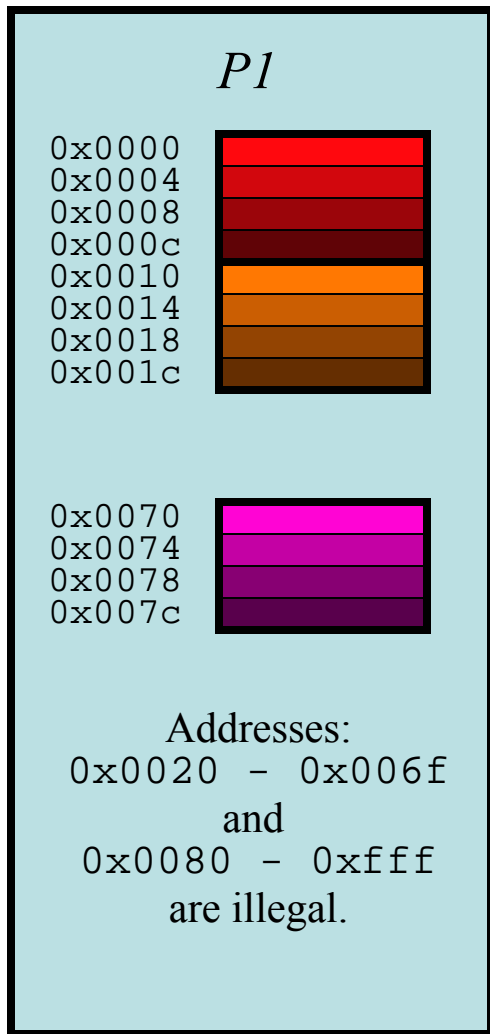 P1
0x0000
0x0004
0x0008
0x000c
0x0010
0x0014
0x0018
0x001c
0x0070
0x0074
0x0078
0x007c
Addresses:
0x0020 - 0x006f
and
0x0080 - 0xfff
are illegal.